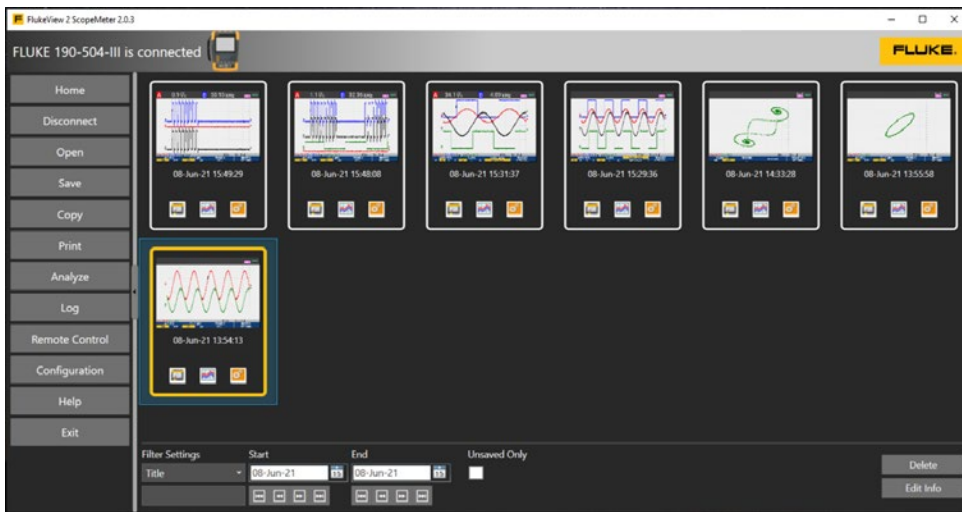 FlukeView 2 ScopeMeter 2.0.3
FLUKE 190-504-III is connected
FLUKE
Home
Disconnect
Open
Save
Copy
Print
Analyze
Log
Remote Control
Configuration
Help
Exit
08-Jun-21 15:49:29
08-Jun-21 15:48:08
08-Jun-21 15:31:37
08-Jun-21 15:29:36
08-Jun-21 14:33:28
08-Jun-21 13:55:58
08-Jun-21 13:54:13
Filter Settings
Start
End
Unsaved Only
Title
08-Jun-21
15
08-Jun-21
15
Delete
Edit Info